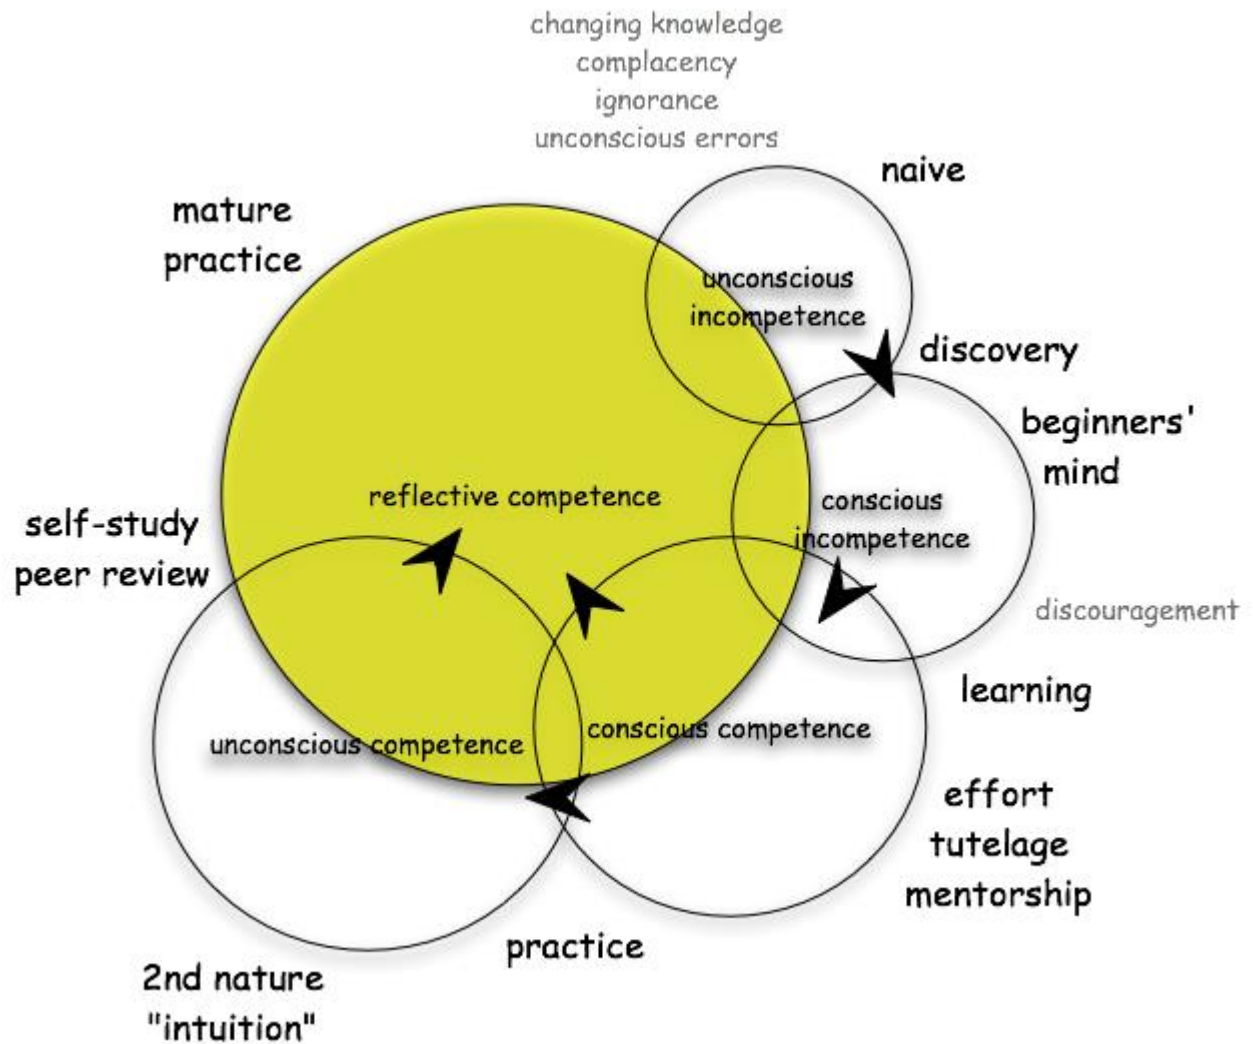 changing knowledge
complacency
ignorance
unconscious errors
naive
mature
practice
unconscious
incompetence
discovery
beginners'
mind
reflective competence
conscious
incompetence
self-study
peer review
discouragement
learning
unconscious competence
conscious competence
effort
tutelage
mentorship
practice
2nd nature
"intuition"